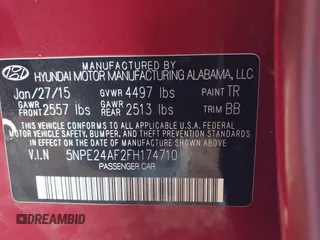 MANUFACTURED BY
HYUNDAI MOTOR MANUFACTURING ALABAMA, LLC
Jan/27/15 GVWR 4497 lbs PAINT TR
GAWR FRONT 2557 lbs GAWR REAR 2513 lbs TRIM BB
THIS VEHICLE CONFORMS TO ALL APPLICABLE U.S. FEDERAL MOTOR VEHICLE SAFETY, BUMPER, AND THEFT PREVENTION STANDARDS IN EFFECT ON THE DATE OF MANUFACTURE SHOWN ABOVE.
V.I.N 5NPE24AF2FH174710
PASSENGER CAR
DREAMBID